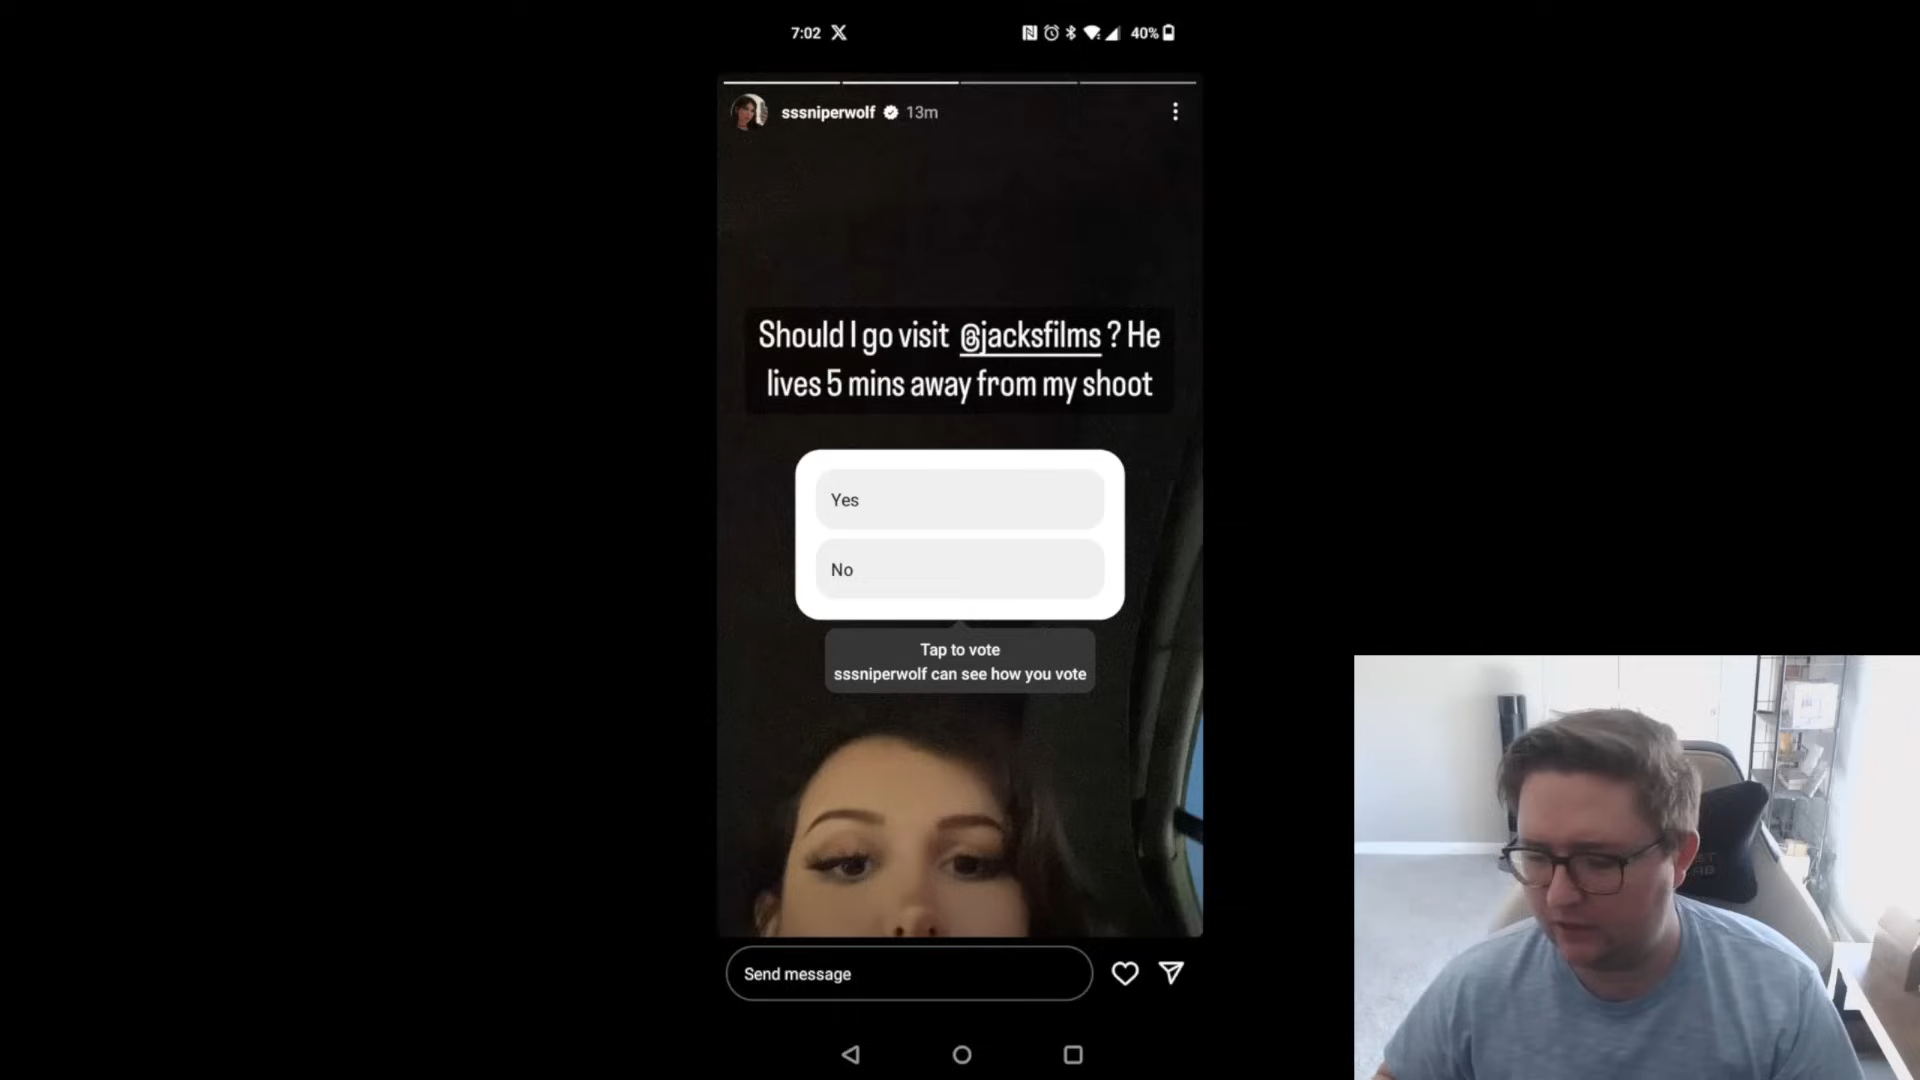 7:02
40%
sssniperwolf 13m
Should I go visit @jacksfilms ? He
lives 5 mins away from my shoot
Yes
No
Tap to vote
sssniperwolf can see how you vote
Send message